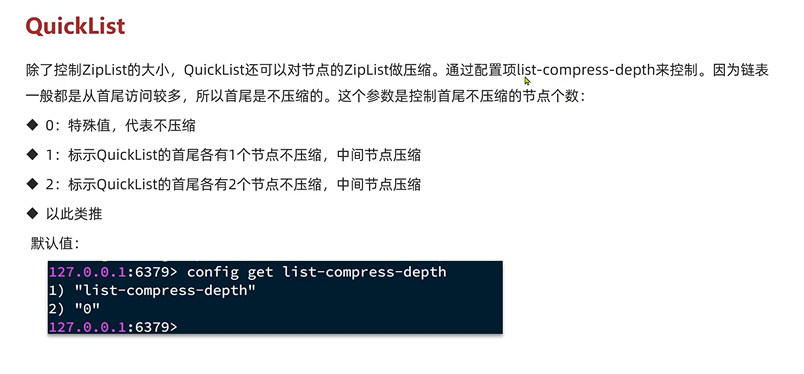 QuickList
除了控制ZipList的大小，QuickList还可以对节点的ZipList做压缩。通过配置项list-compress-depth来控制。因为链表
一般都是从首尾访问较多，所以首尾是不压缩的。这个参数是控制首尾不压缩的节点个数：
◆ 0：特殊值，代表不压缩
◆ 1：标示QuickList的首尾各有1个节点不压缩，中间节点压缩
◆ 2：标示QuickList的首尾各有2个节点不压缩，中间节点压缩
◆ 以此类推
默认值：
127.0.0.1:6379> config get list-compress-depth
1) "list-compress-depth"
2) "0"
127.0.0.1:6379>